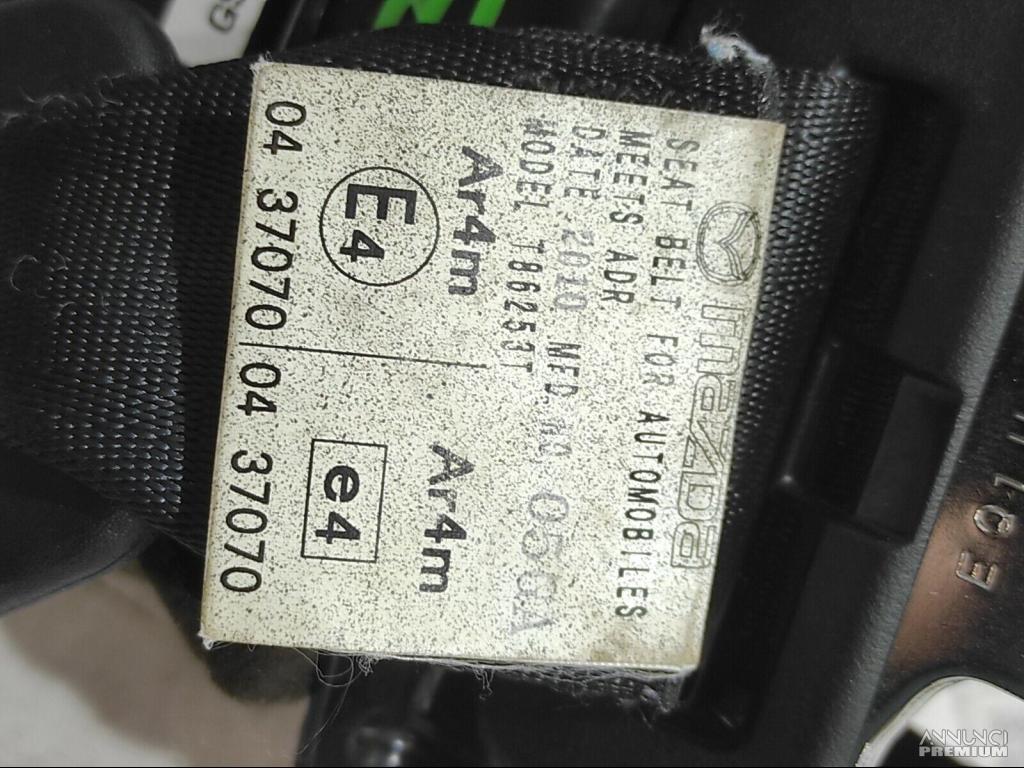 mazda
SEAT BELT FOR AUTOMOBILES
MEETS ADR
DATE 2010 MFD.
MODEL T86253T
Ar4m Ar4m
E4 e4
04 37070 04 37070
ANNUNCI
PREMIUM